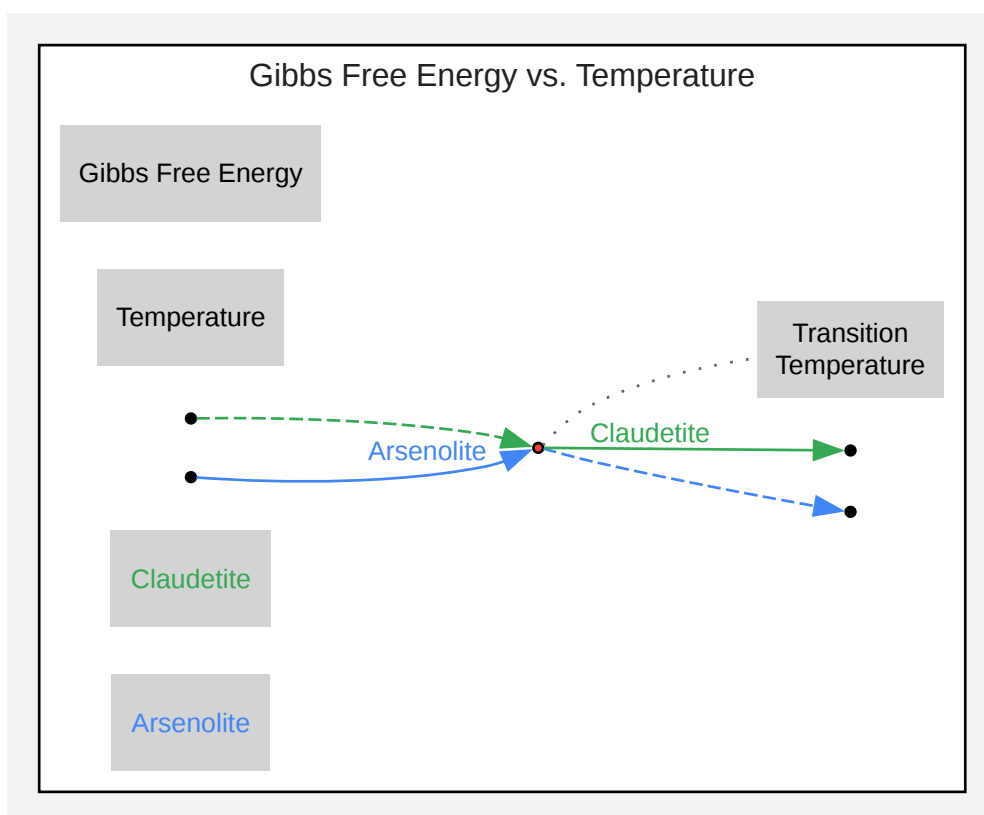 Gibbs Free Energy vs. Temperature
Gibbs Free Energy
Temperature
Transition
Temperature
Claudetite
Arsenolite
Claudetite
Arsenolite